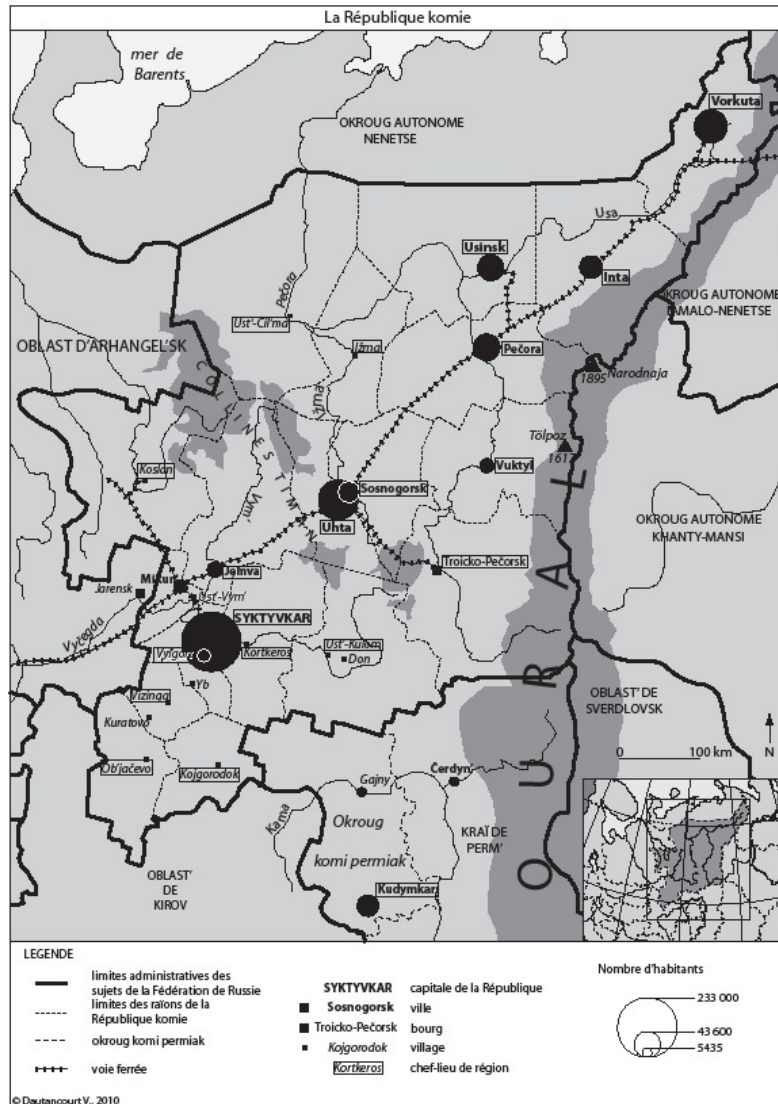 La République komie
mer de
Barents
OKROUG AUTONOME
NENETSE
Vorkuta
Usa
Usinsk
Inta
Pečora
Ust'-Cil'ma
Ižma
OKROUG AUTONOME
IAMALO-NENETSE
OBLAST D'ARHANGEL'SK
Pečora
1895 Narodnaja
COLLINES TIMAN
Ižma
Tölpoz
1617
Koslan
Vym'
Vuktyl
Sosnogorsk
Uhta
OKROUG AUTONOME
KHANTY-MANSI
Troicko-Pečorsk
Jemva
Mikun'
Jarensk
Ust'-Vym'
Vyčegda
SYKTYVKAR
Kortkeros
Ust'-Kulom
Don
Yb
Vizinga
Kuratovo
Ob'jačevo
Kojgorodok
OURAL
OBLAST' DE
SVERDLOVSK
N
0 100 km
Gajny
Čerdyn'
Kama
Okroug
komi permiak
KRAÏ DE
PERM'
OBLAST'
DE
KIROV
Kudymkar
LEGENDE
limites administratives des
sujets de la Fédération de Russie
limites des raïons de la
République komie
okroug komi permiak
voie ferrée
SYKTYVKAR capitale de la République
Sosnogorsk ville
Troicko-Pečorsk bourg
Kojgorodok village
Kortkeros chef-lieu de région
Nombre d'habitants
233 000
43 600
5435
© Dautancourt V., 2010